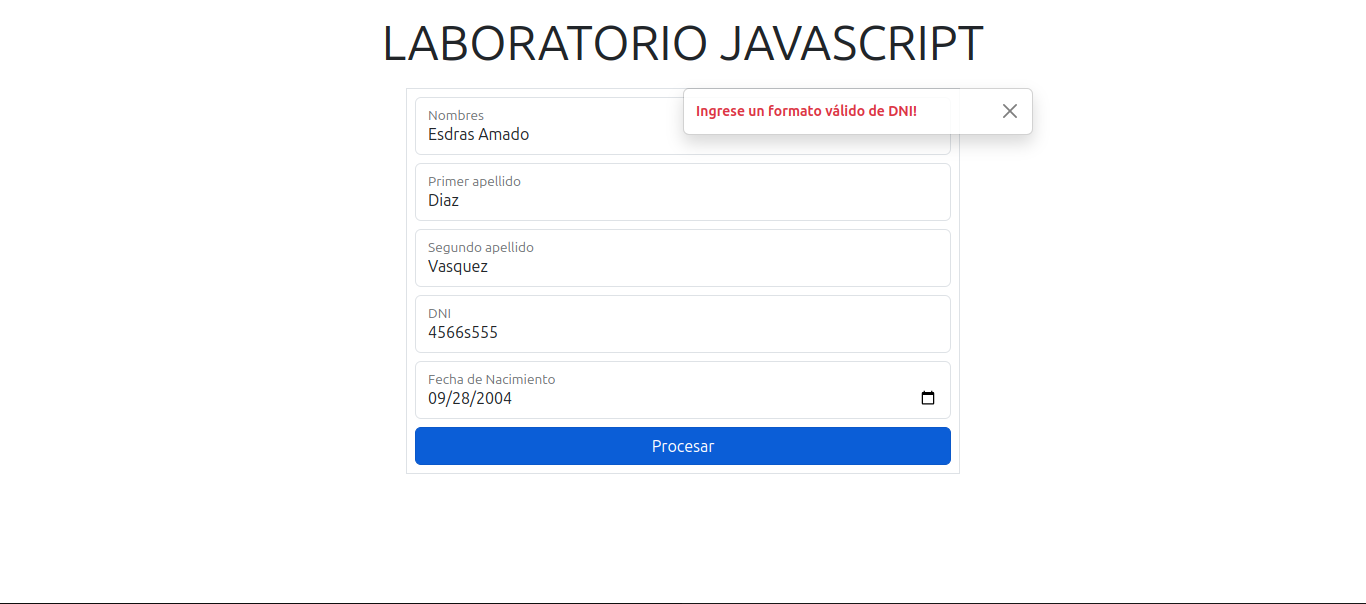 LABORATORIO JAVASCRIPT
Ingrese un formato válido de DNI!
Nombres
Esdras Amado
Primer apellido
Diaz
Segundo apellido
Vasquez
DNI
4566s555
Fecha de Nacimiento
09/28/2004
Procesar